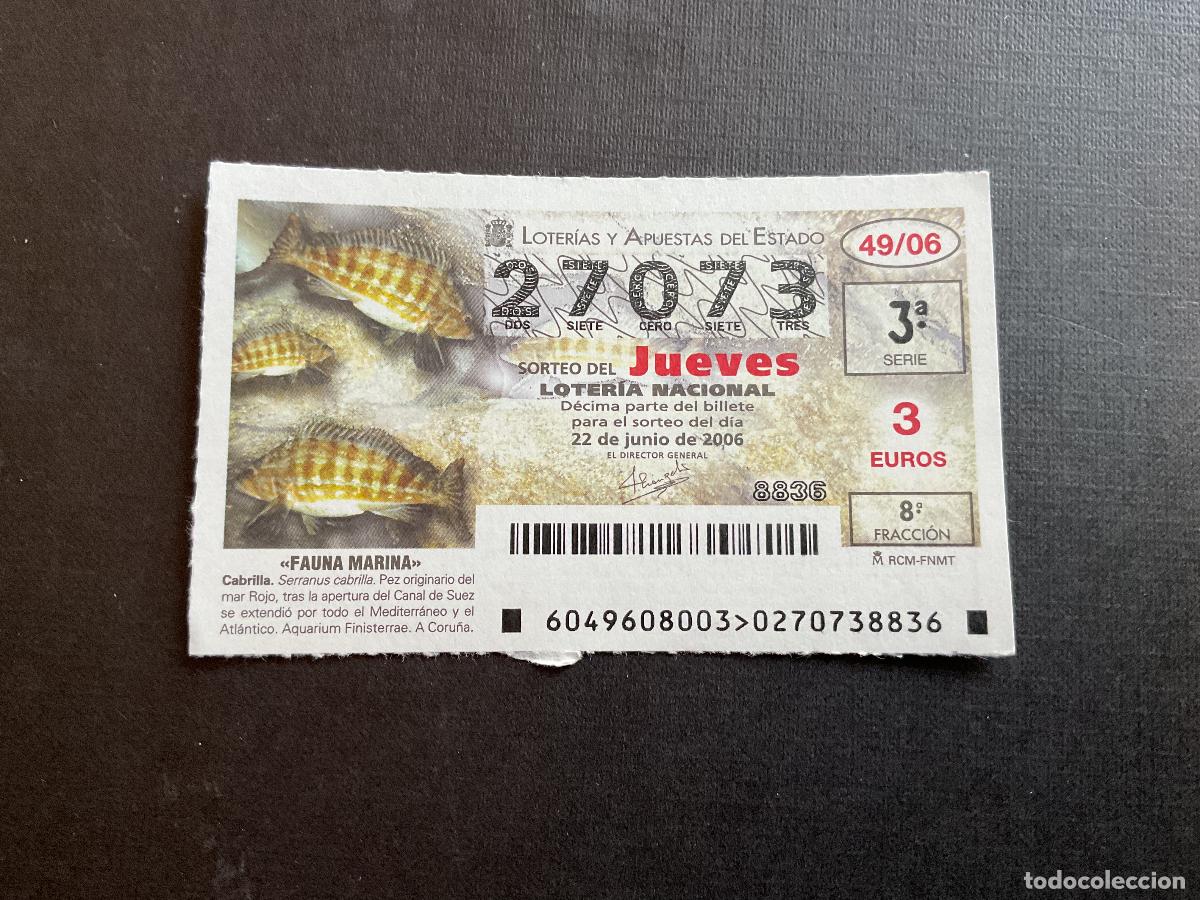 LOTERÍAS Y APUESTAS DEL ESTADO
27073
DOS SIETE CERO SIETE TRES
SORTEO DEL Jueves
LOTERÍA NACIONAL
Décima parte del billete
para el sorteo del día
22 de junio de 2006
EL DIRECTOR GENERAL
8836
49/06
3ª
SERIE
3
EUROS
8ª
FRACCIÓN
RCM-FNMT
«FAUNA MARINA»
Cabrilla. Serranus cabrilla. Pez originario del
mar Rojo, tras la apertura del Canal de Suez
se extendió por todo el Mediterráneo y el
Atlántico. Aquarium Finisterrae. A Coruña.
6049608003>0270738836
todocoleccion